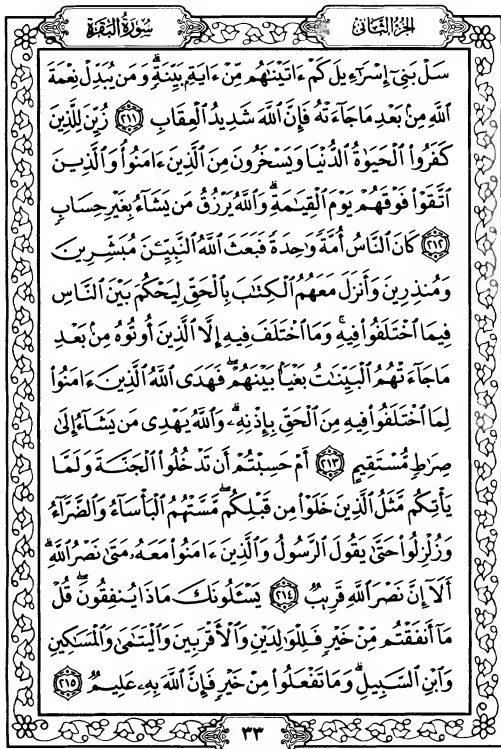 الجزء الثاني
سورة البقرة
سَلْ بَنِىٓ إِسْرَٰٓءِيلَ كَمْ ءَاتَيْنَٰهُم مِّنْ ءَايَةِۭ بَيِّنَةٍۗ وَمَن يُبَدِّلْ نِعْمَةَ
ٱللَّهِ مِنۢ بَعْدِ مَا جَآءَتْهُ فَإِنَّ ٱللَّهَ شَدِيدُ ٱلْعِقَابِ ﴿٢١١﴾ زُيِّنَ لِلَّذِينَ
كَفَرُوا۟ ٱلْحَيَوٰةُ ٱلدُّنْيَا وَيَسْخَرُونَ مِنَ ٱلَّذِينَ ءَامَنُوا۟ وَٱلَّذِينَ
ٱتَّقَوْا۟ فَوْقَهُمْ يَوْمَ ٱلْقِيَٰمَةِۗ وَٱللَّهُ يَرْزُقُ مَن يَشَآءُ بِغَيْرِ حِسَابٍ
﴿٢١٢﴾ كَانَ ٱلنَّاسُ أُمَّةً وَٰحِدَةً فَبَعَثَ ٱللَّهُ ٱلنَّبِيِّـۧنَ مُبَشِّرِينَ
وَمُنذِرِينَ وَأَنزَلَ مَعَهُمُ ٱلْكِتَٰبَ بِٱلْحَقِّ لِيَحْكُمَ بَيْنَ ٱلنَّاسِ
فِيمَا ٱخْتَلَفُوا۟ فِيهِۚ وَمَا ٱخْتَلَفَ فِيهِ إِلَّا ٱلَّذِينَ أُوتُوهُ مِنۢ بَعْدِ
مَا جَآءَتْهُمُ ٱلْبَيِّنَٰتُ بَغْيَۢا بَيْنَهُمْۖ فَهَدَى ٱللَّهُ ٱلَّذِينَ ءَامَنُوا۟
لِمَا ٱخْتَلَفُوا۟ فِيهِ مِنَ ٱلْحَقِّ بِإِذْنِهِۦۗ وَٱللَّهُ يَهْدِى مَن يَشَآءُ إِلَىٰ
صِرَٰطٍ مُّسْتَقِيمٍ ﴿٢١٣﴾ أَمْ حَسِبْتُمْ أَن تَدْخُلُوا۟ ٱلْجَنَّةَ وَلَمَّا
يَأْتِكُم مَّثَلُ ٱلَّذِينَ خَلَوْا۟ مِن قَبْلِكُمۖ مَّسَّتْهُمُ ٱلْبَأْسَآءُ وَٱلضَّرَّآءُ
وَزُلْزِلُوا۟ حَتَّىٰ يَقُولَ ٱلرَّسُولُ وَٱلَّذِينَ ءَامَنُوا۟ مَعَهُۥ مَتَىٰ نَصْرُ ٱللَّهِۗ
أَلَآ إِنَّ نَصْرَ ٱللَّهِ قَرِيبٌ ﴿٢١٤﴾ يَسْـَٔلُونَكَ مَاذَا يُنفِقُونَۖ قُلْ
مَآ أَنفَقْتُم مِّنْ خَيْرٍ فَلِلْوَٰلِدَيْنِ وَٱلْأَقْرَبِينَ وَٱلْيَتَٰمَىٰ وَٱلْمَسَٰكِينِ
وَٱبْنِ ٱلسَّبِيلِۗ وَمَا تَفْعَلُوا۟ مِنْ خَيْرٍ فَإِنَّ ٱللَّهَ بِهِۦ عَلِيمٌ ﴿٢١٥﴾
٣٣